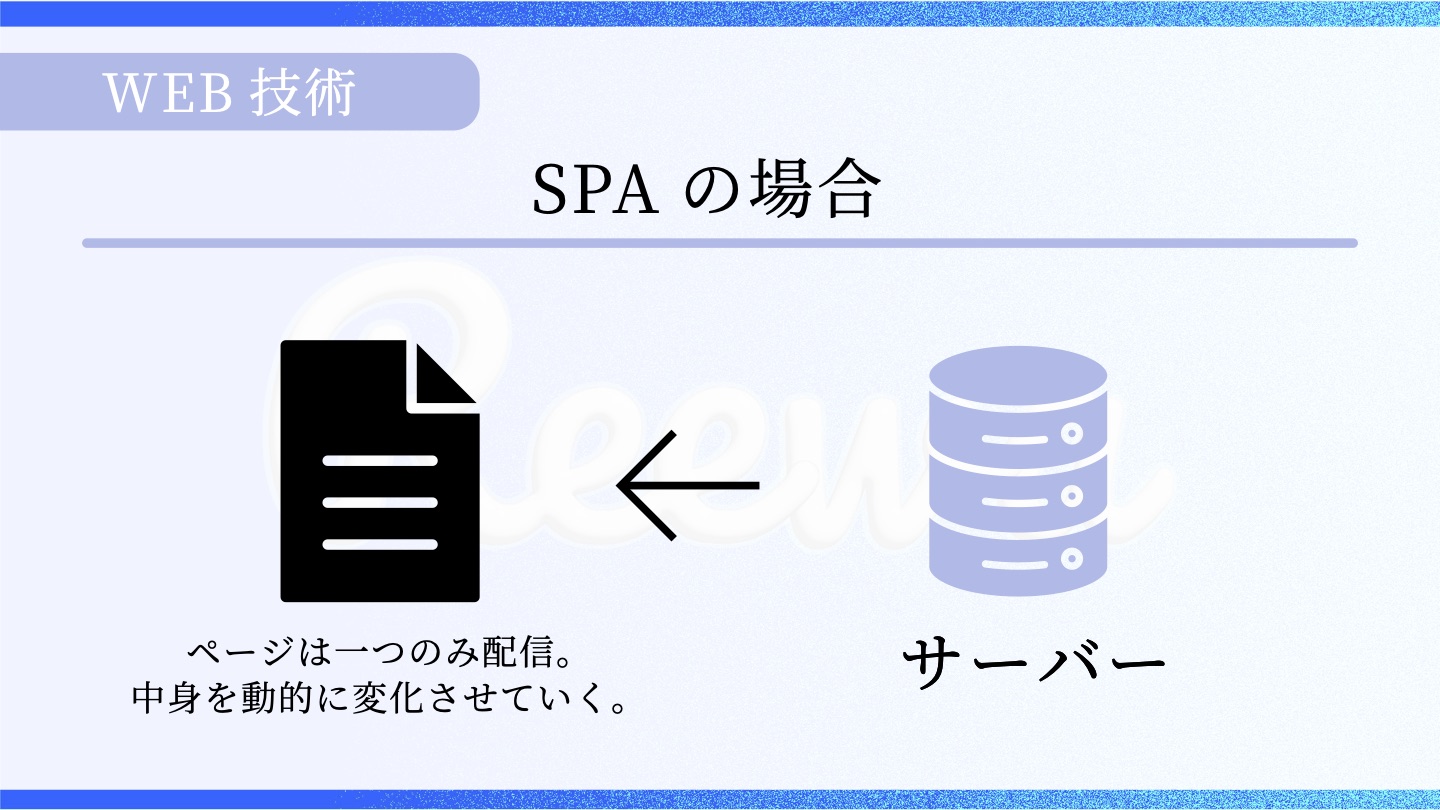 WEB 技術
SPA の場合
ページは一つのみ配信。
中身を動的に変化させていく。
サーバー